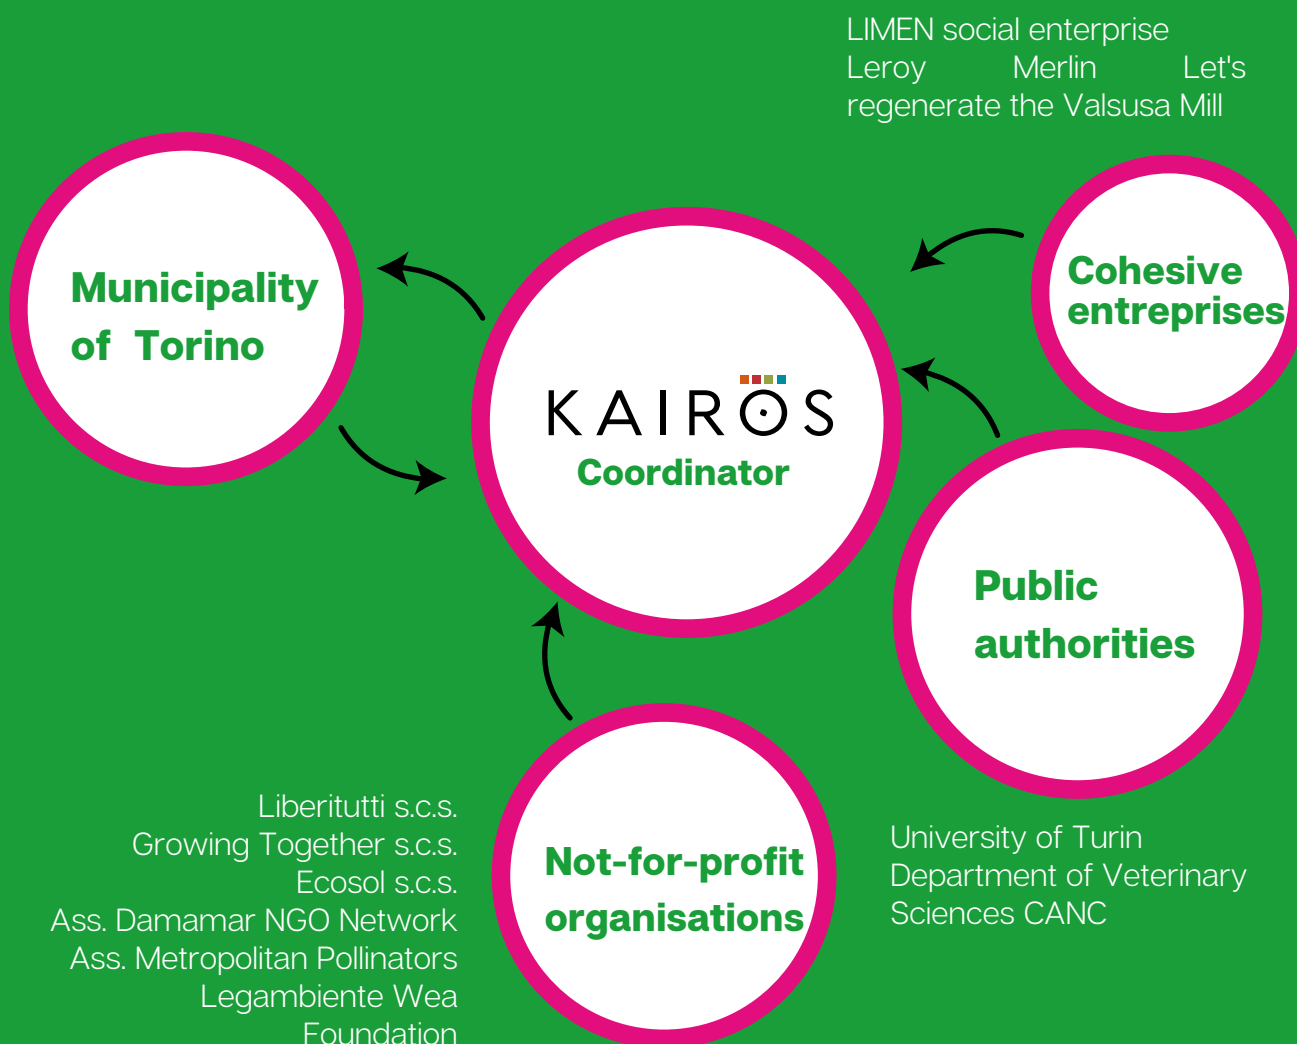 LIMEN social enterprise
Leroy Merlin Let's
regenerate the Valsusa Mill
Municipality
of Torino
Cohesive
entreprises
KAIRÖS
Coordinator
Public
authorities
Not-for-profit
organisations
Liberitutti s.c.s.
Growing Together s.c.s.
Ecosol s.c.s.
Ass. Damamar NGO Network
Ass. Metropolitan Pollinators
Legambiente Wea
Foundation
University of Turin
Department of Veterinary
Sciences CANC